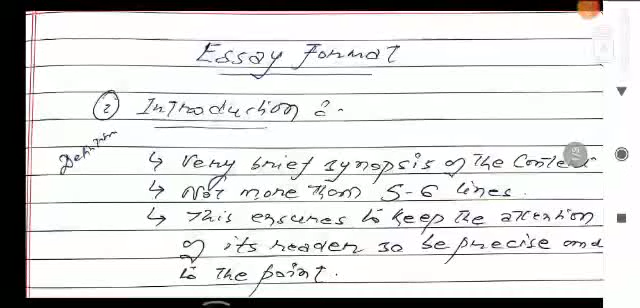 Essay Format
(2) Introduction :-
Definition
↳ Very brief synopsis of the Content
↳ Not more than 5-6 lines.
↳ This ensures to keep the attention
of its reader so be precise and
to the point.